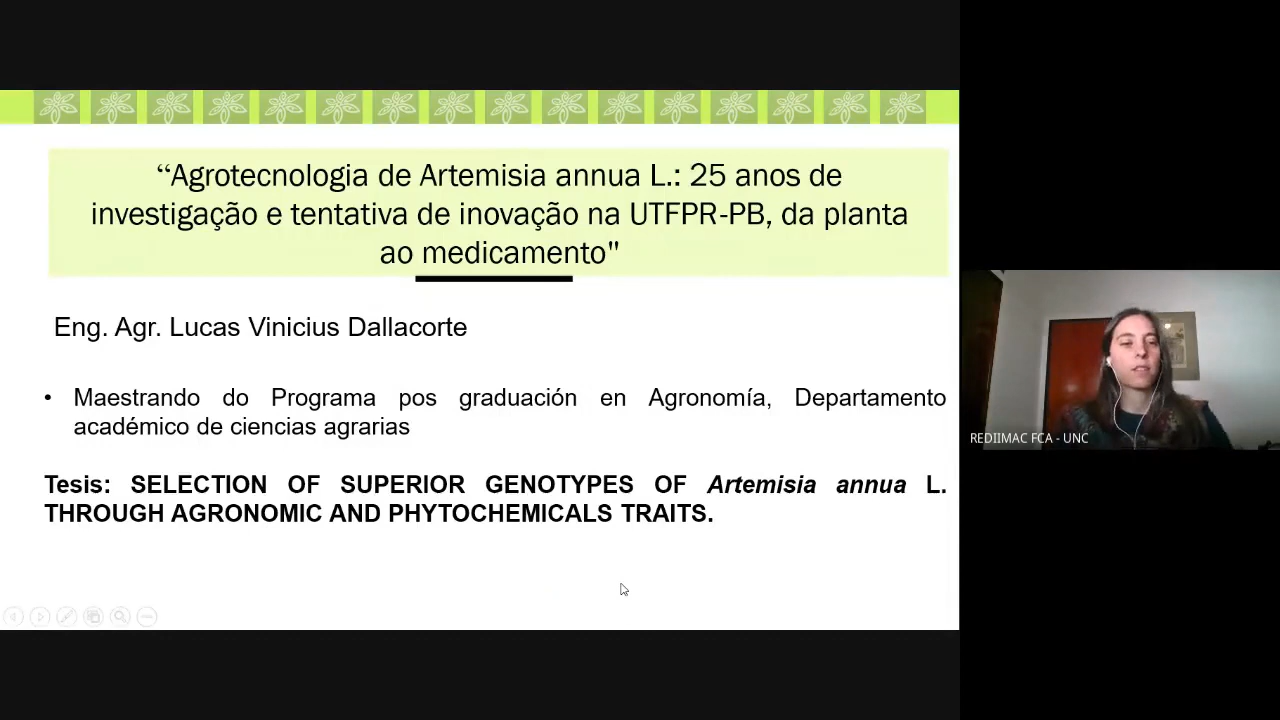 “Agrotecnologia de Artemisia annua L.: 25 anos de
investigação e tentativa de inovação na UTFPR-PB, da planta
ao medicamento"
Eng. Agr. Lucas Vinicius Dallacorte
• Maestrando do Programa pos graduación en Agronomía, Departamento
académico de ciencias agrarias
Tesis: SELECTION OF SUPERIOR GENOTYPES OF Artemisia annua L.
THROUGH AGRONOMIC AND PHYTOCHEMICALS TRAITS.
REDIIMAC FCA - UNC